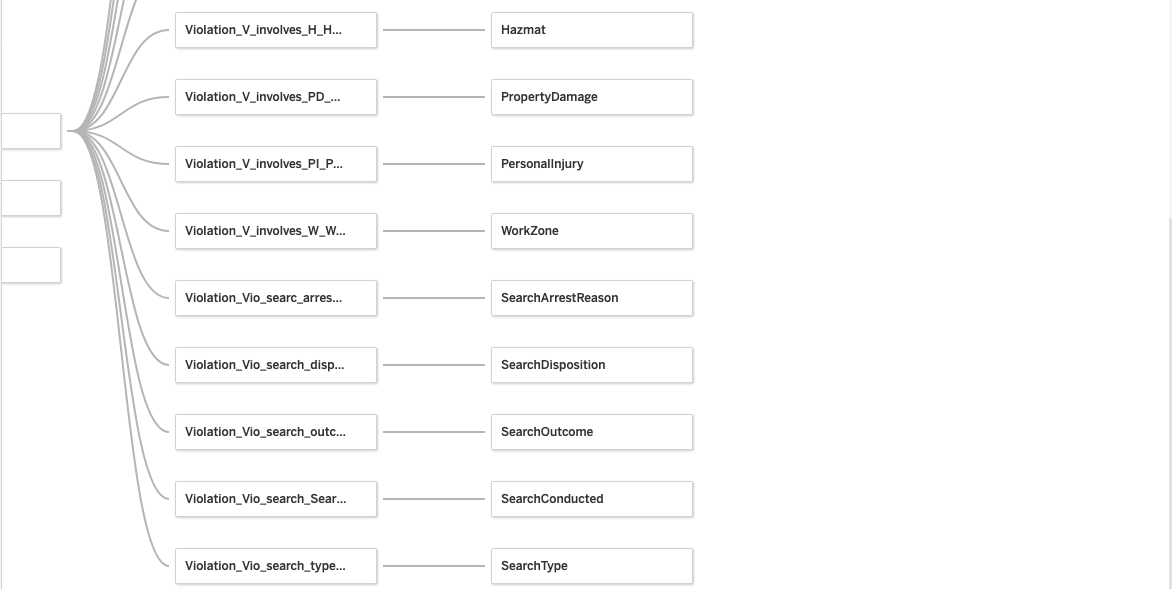 Violation_V_involves_H_H...
Hazmat
Violation_V_involves_PD_...
PropertyDamage
Violation_V_involves_PI_P...
PersonalInjury
Violation_V_involves_W_W...
WorkZone
Violation_Vio_searc_arres...
SearchArrestReason
Violation_Vio_search_disp...
SearchDisposition
Violation_Vio_search_outc...
SearchOutcome
Violation_Vio_search_Sear...
SearchConducted
Violation_Vio_search_type...
SearchType